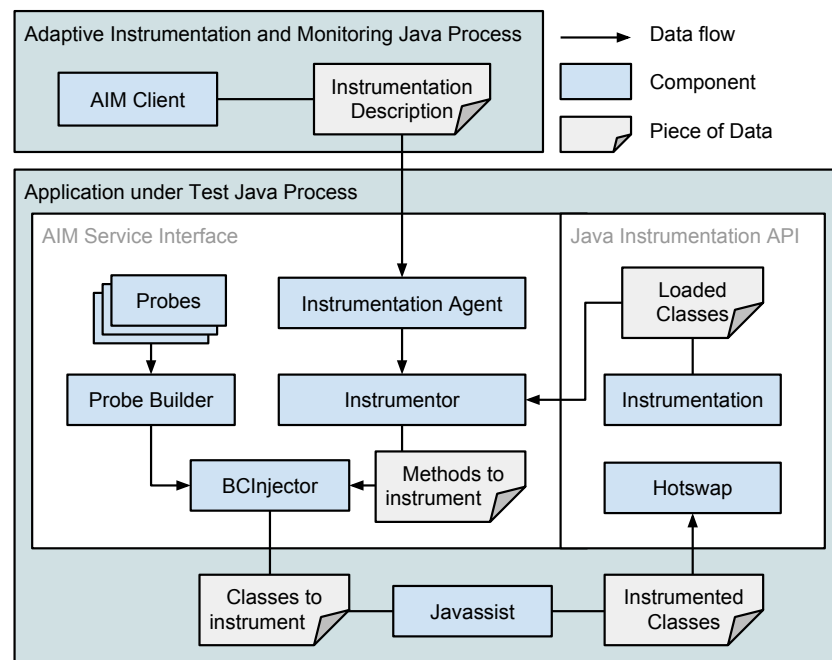 Adaptive Instrumentation and Monitoring Java Process
AIM Client
Instrumentation
Description
Data flow
Component
Piece of Data
Application under Test Java Process
AIM Service Interface
Java Instrumentation API
Probes
Instrumentation Agent
Loaded
Classes
Probe Builder
Instrumentor
Instrumentation
BCInjector
Methods to
instrument
Hotswap
Classes to
instrument
Javassist
Instrumented
Classes